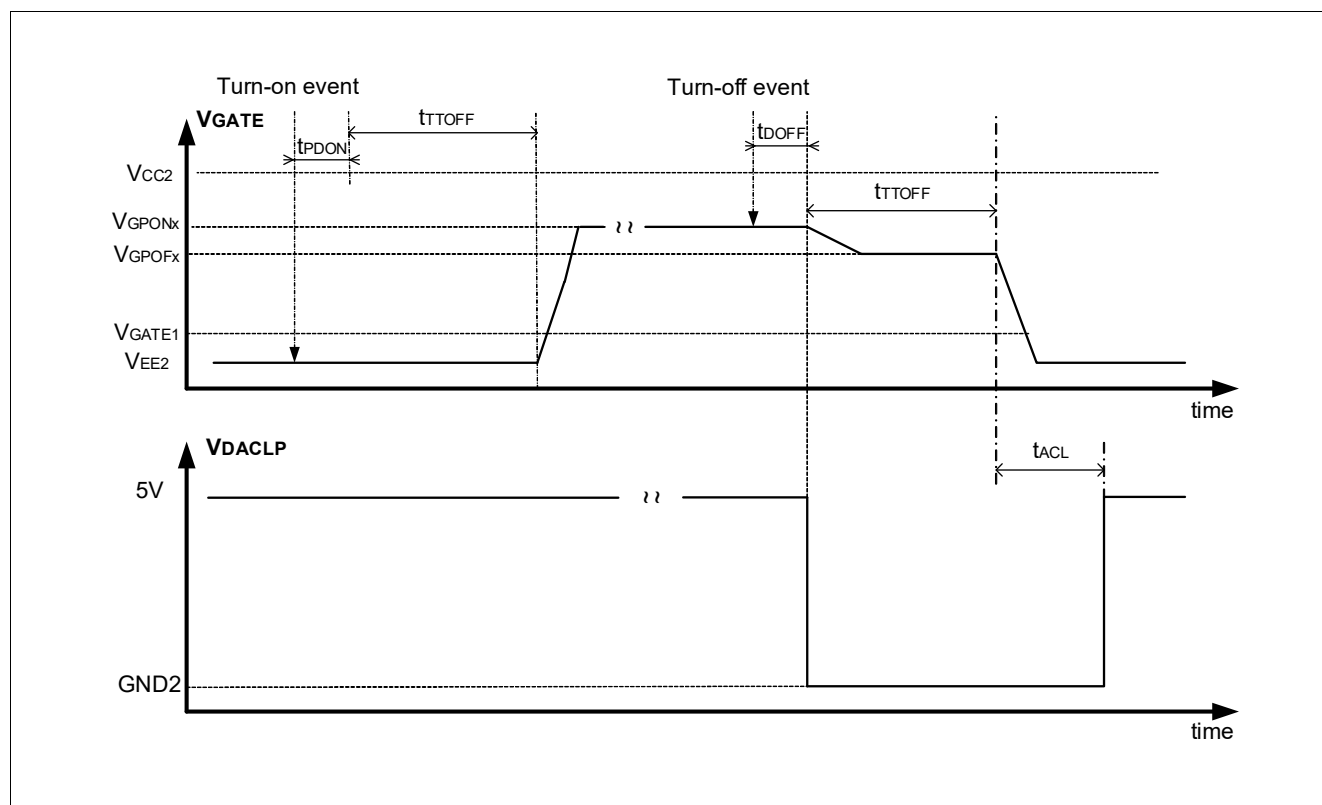 Turn-on event
Turn-off event
VGATE
tTTOFF
tDOFF
tPDON
VCC2
tTTOFF
VGPONx
VGPOFx
VGATE1
VEE2
time
VDACLP
tACL
5V
GND2
time